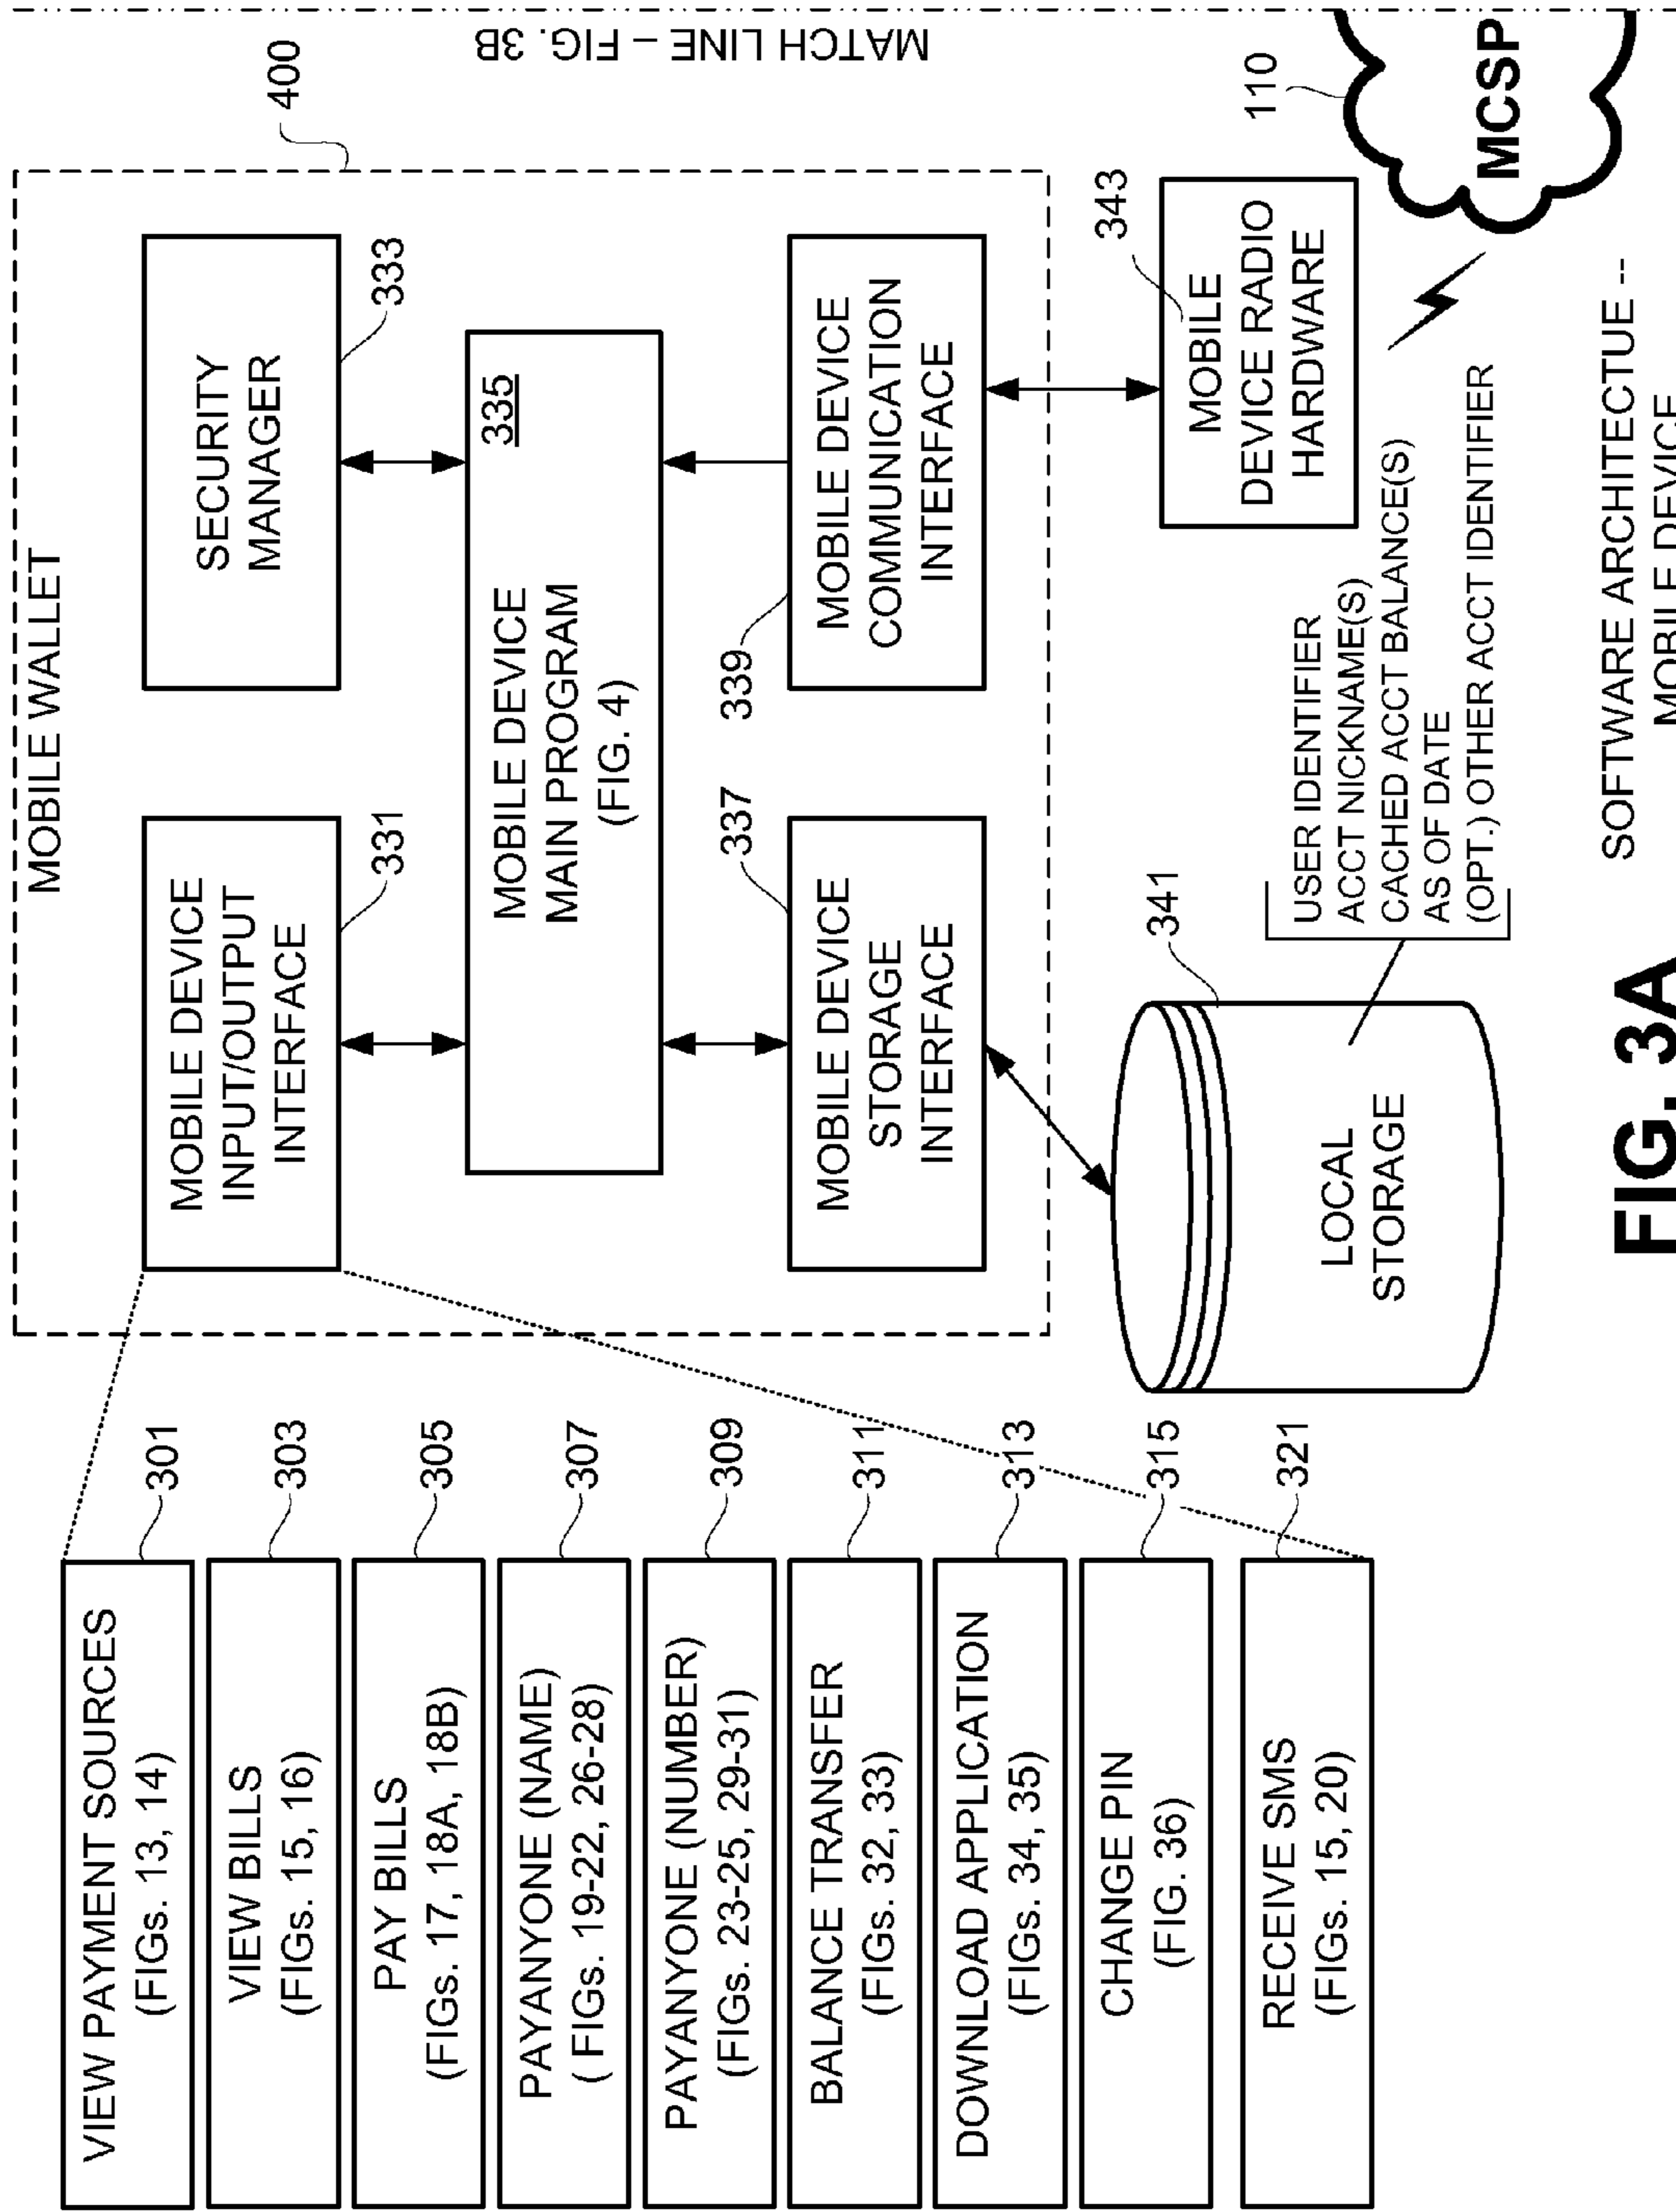 VIEW PAYMENT SOURCES
(FIGs. 13, 14)
301
VIEW BILLS
(FIGs. 15, 16)
303
PAY BILLS
(FIGs. 17, 18A, 18B)
305
PAYANYONE (NAME)
( FIGs. 19-22, 26-28)
307
PAYANYONE (NUMBER)
(FIGs. 23-25, 29-31)
309
BALANCE TRANSFER
(FIGs. 32, 33)
311
DOWNLOAD APPLICATION
(FIGs. 34, 35)
313
CHANGE PIN
(FIG. 36)
315
RECEIVE SMS
(FIGs. 15, 20)
321
MOBILE WALLET
400
MOBILE DEVICE
INPUT/OUTPUT
INTERFACE
331
SECURITY
MANAGER
333
MOBILE DEVICE
MAIN PROGRAM
(FIG. 4)
335
MOBILE DEVICE
STORAGE
INTERFACE
337
MOBILE DEVICE
COMMUNICATION
INTERFACE
339
LOCAL
STORAGE
341
USER IDENTIFIER
ACCT NICKNAME(S)
CACHED ACCT BALANCE(S)
AS OF DATE
(OPT.) OTHER ACCT IDENTIFIER
MOBILE
DEVICE RADIO
HARDWARE
343
110
MCSP
MATCH LINE – FIG. 3B
FIG. 3A
SOFTWARE ARCHITECTUE --
MOBILE DEVICE